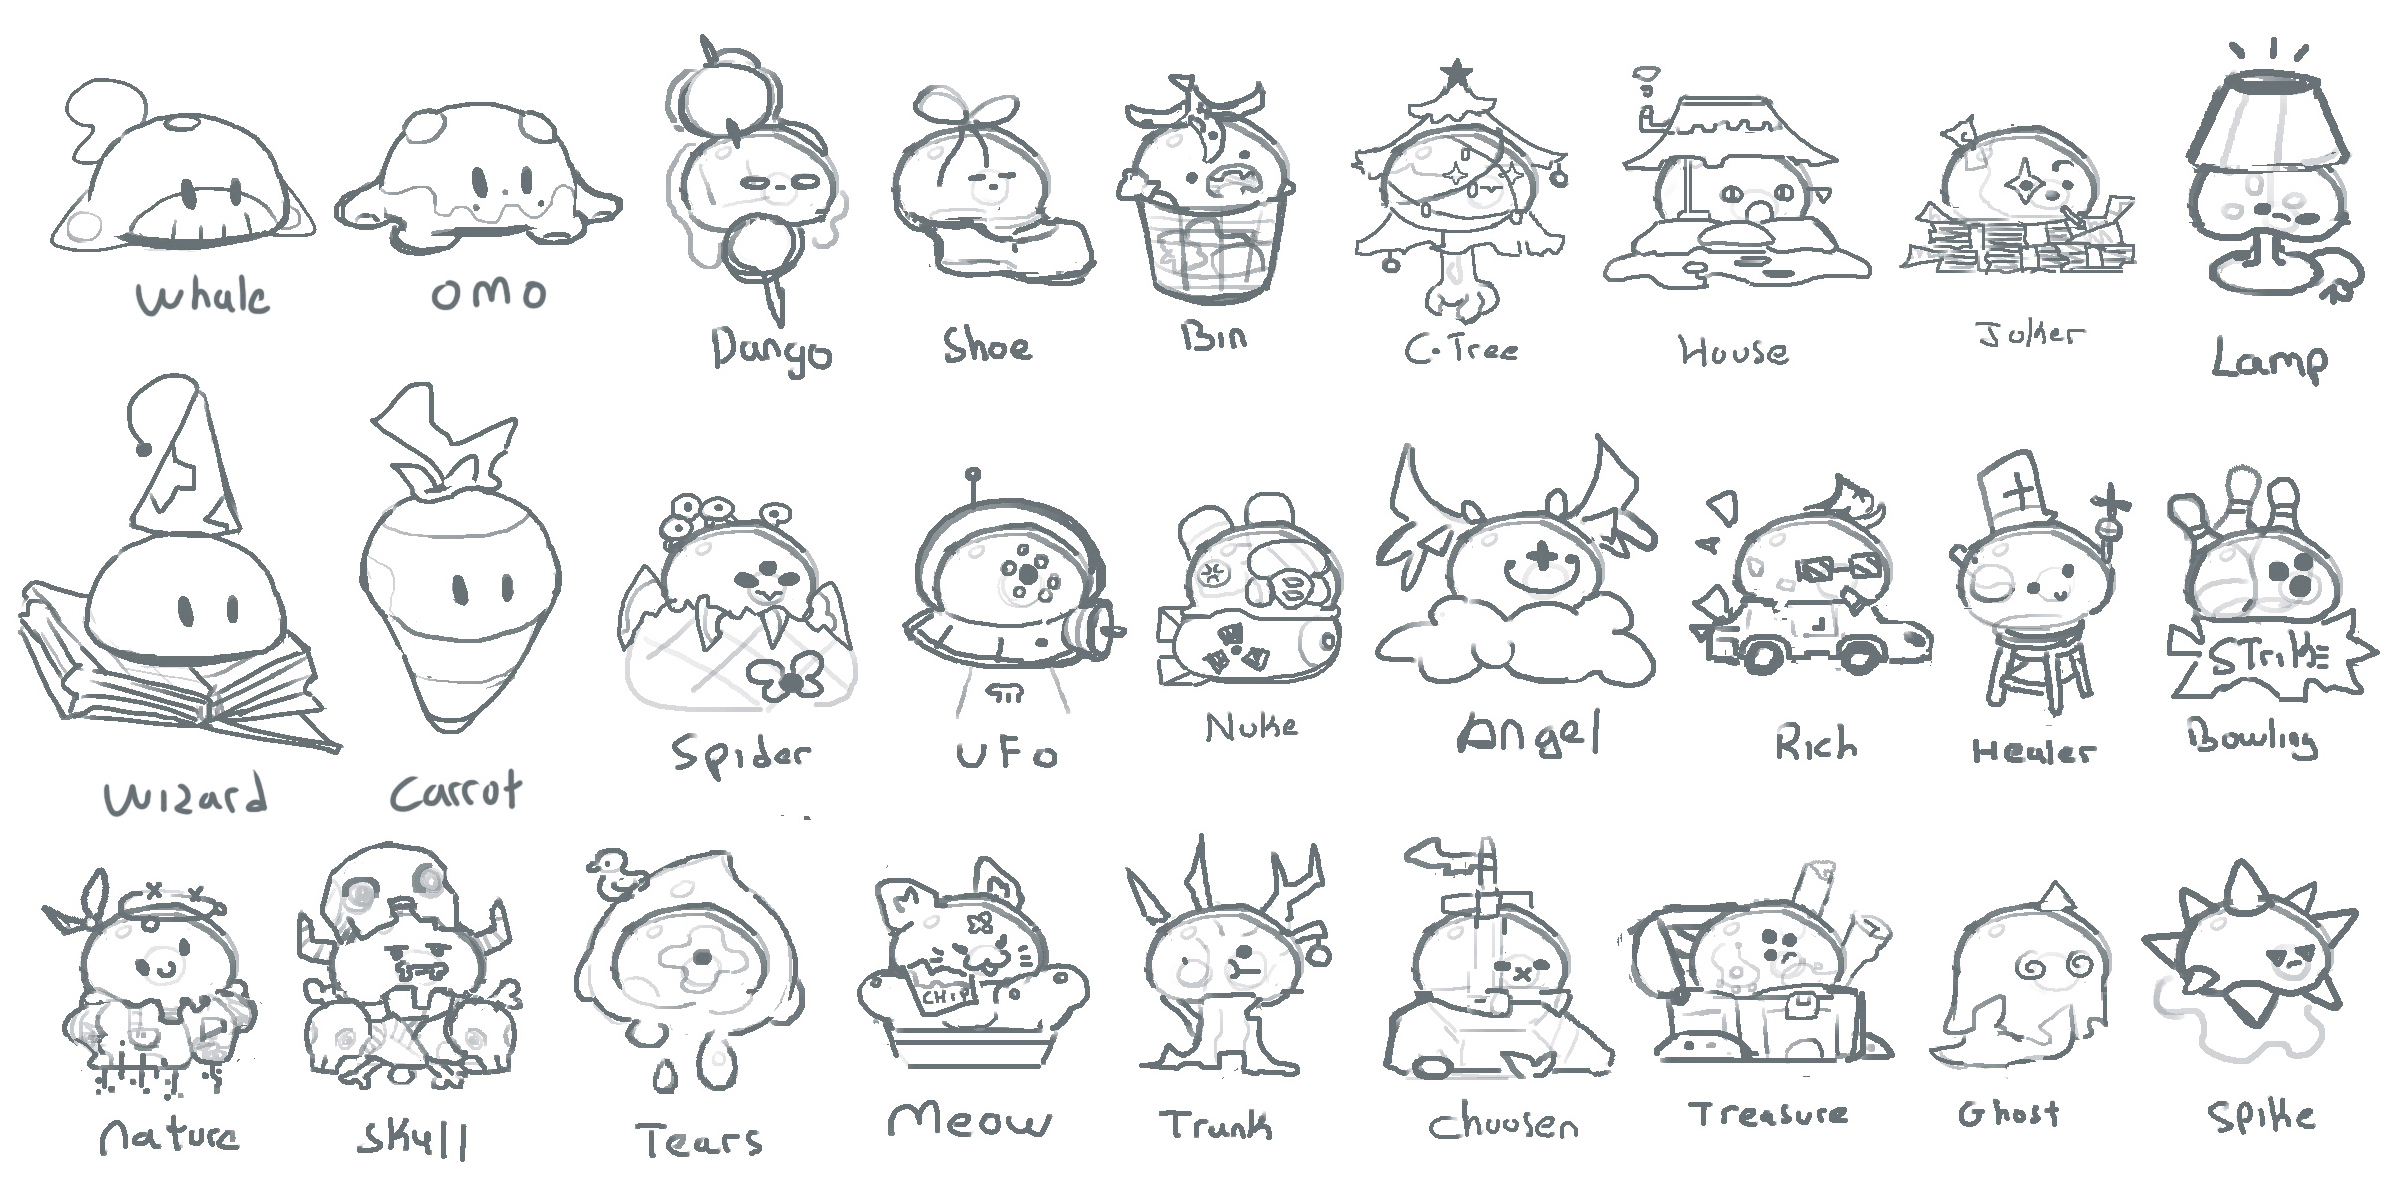 Whale
OMO
Dango
Shoe
Bin
C.Tree
House
Joker
Lamp
Wizard
Carrot
Spider
UFO
Nuke
Angel
Rich
Healer
STrikE
Bowling
Nature
CHIP
Skull
Tears
Meow
Trunk
Chuusen
Treasure
Ghost
Spike